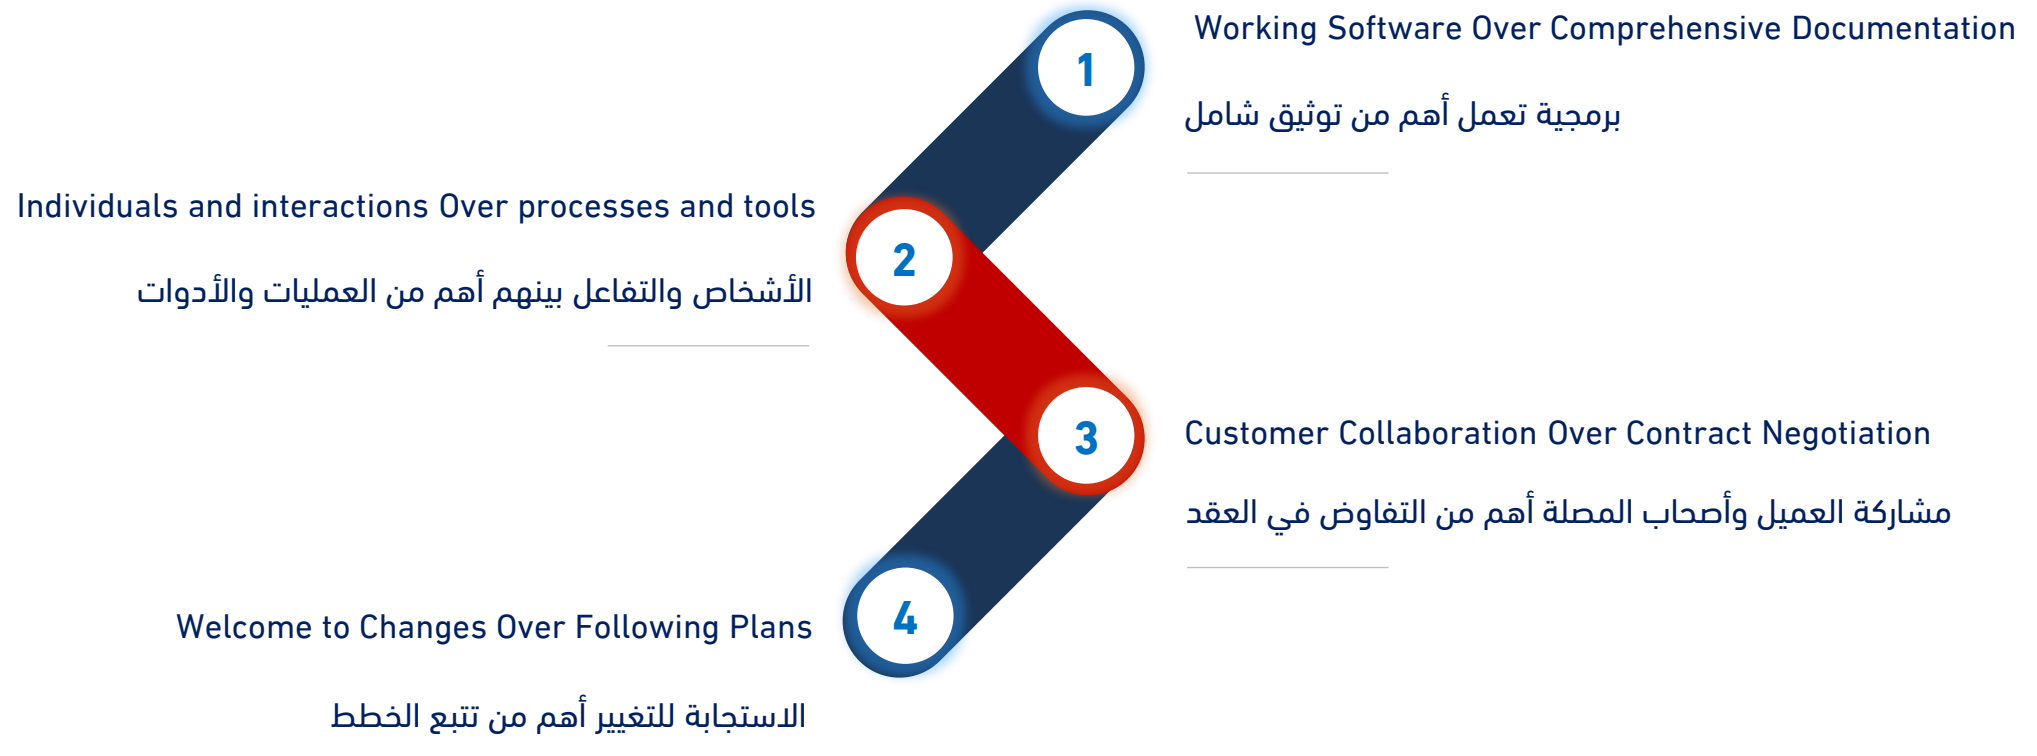 1
Working Software Over Comprehensive Documentation
برمجية تعمل أهم من توثيق شامل
2
Individuals and interactions Over processes and tools
الأشخاص والتفاعل بينهم أهم من العمليات والأدوات
3
Customer Collaboration Over Contract Negotiation
مشاركة العميل وأصحاب المصلة أهم من التفاوض في العقد
4
Welcome to Changes Over Following Plans
الاستجابة للتغيير أهم من تتبع الخطط